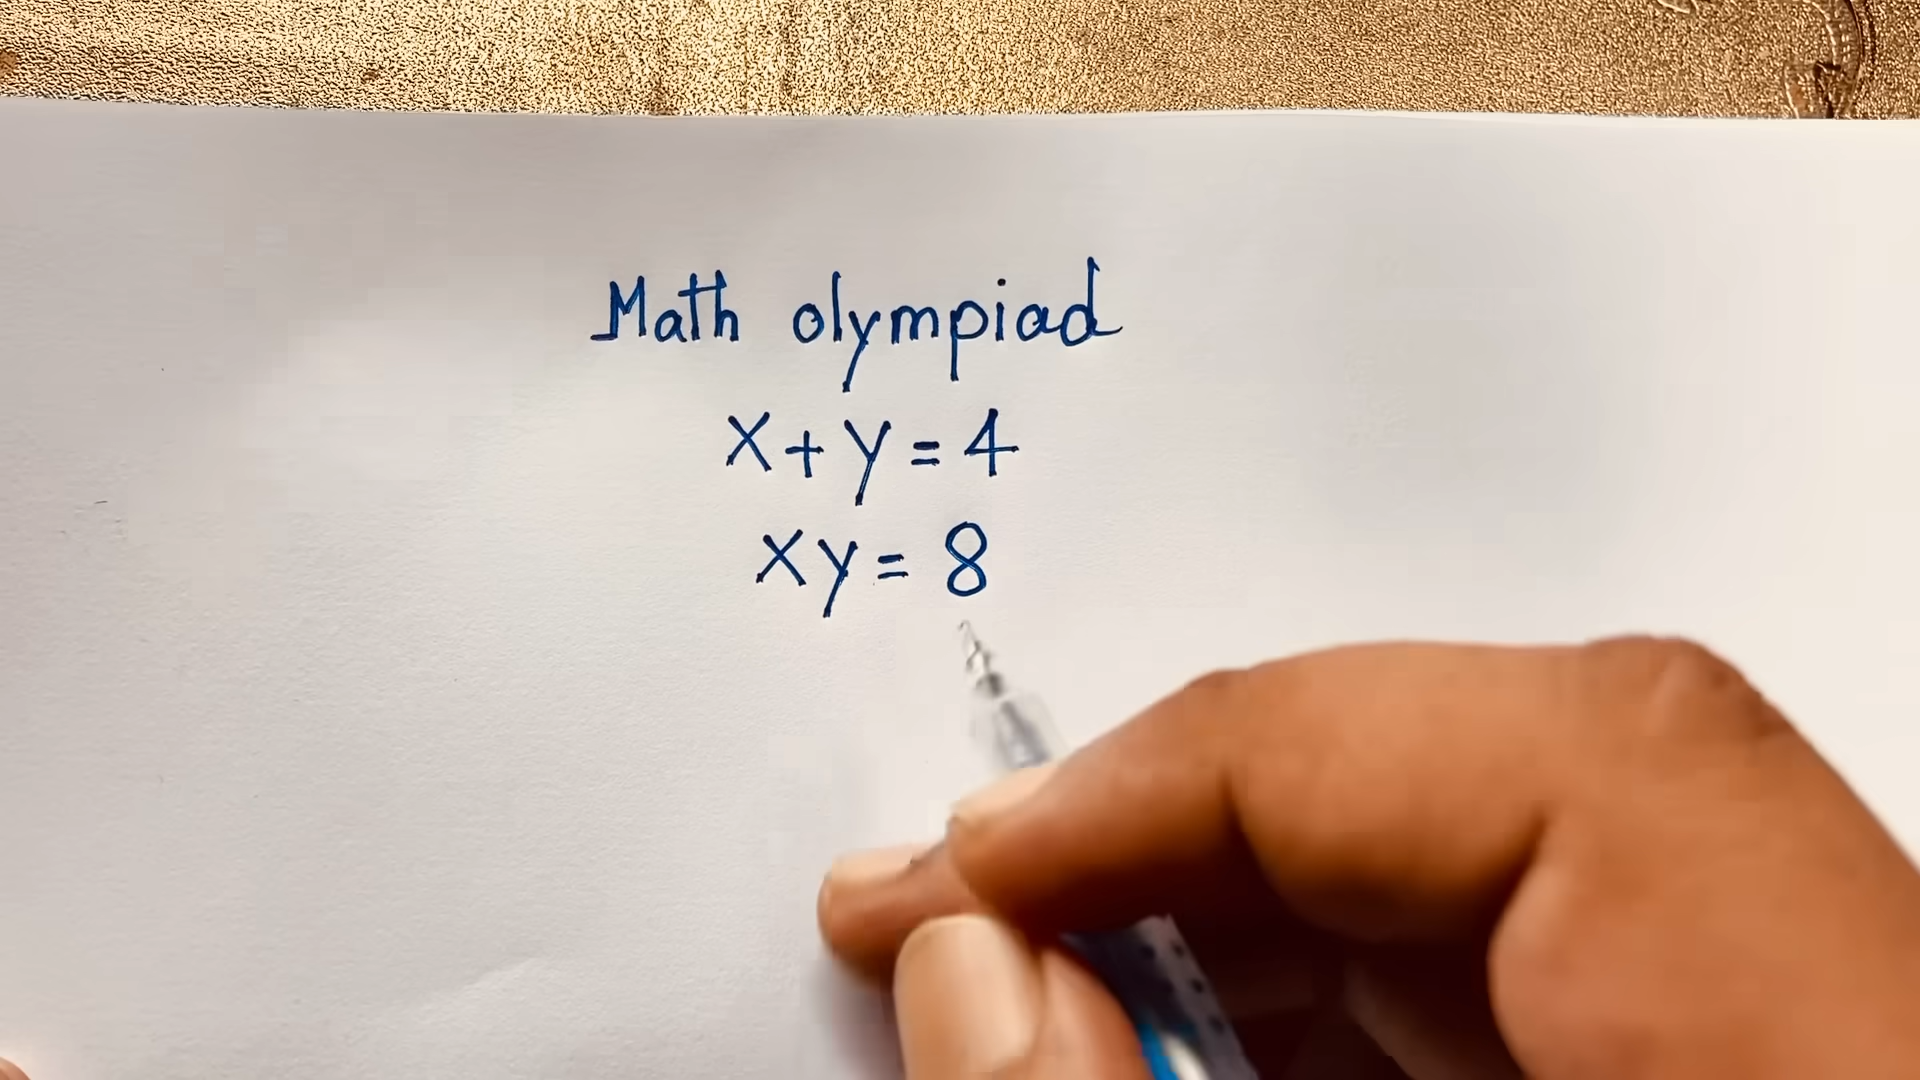 Math olympiad
X + y = 4
Xy = 8